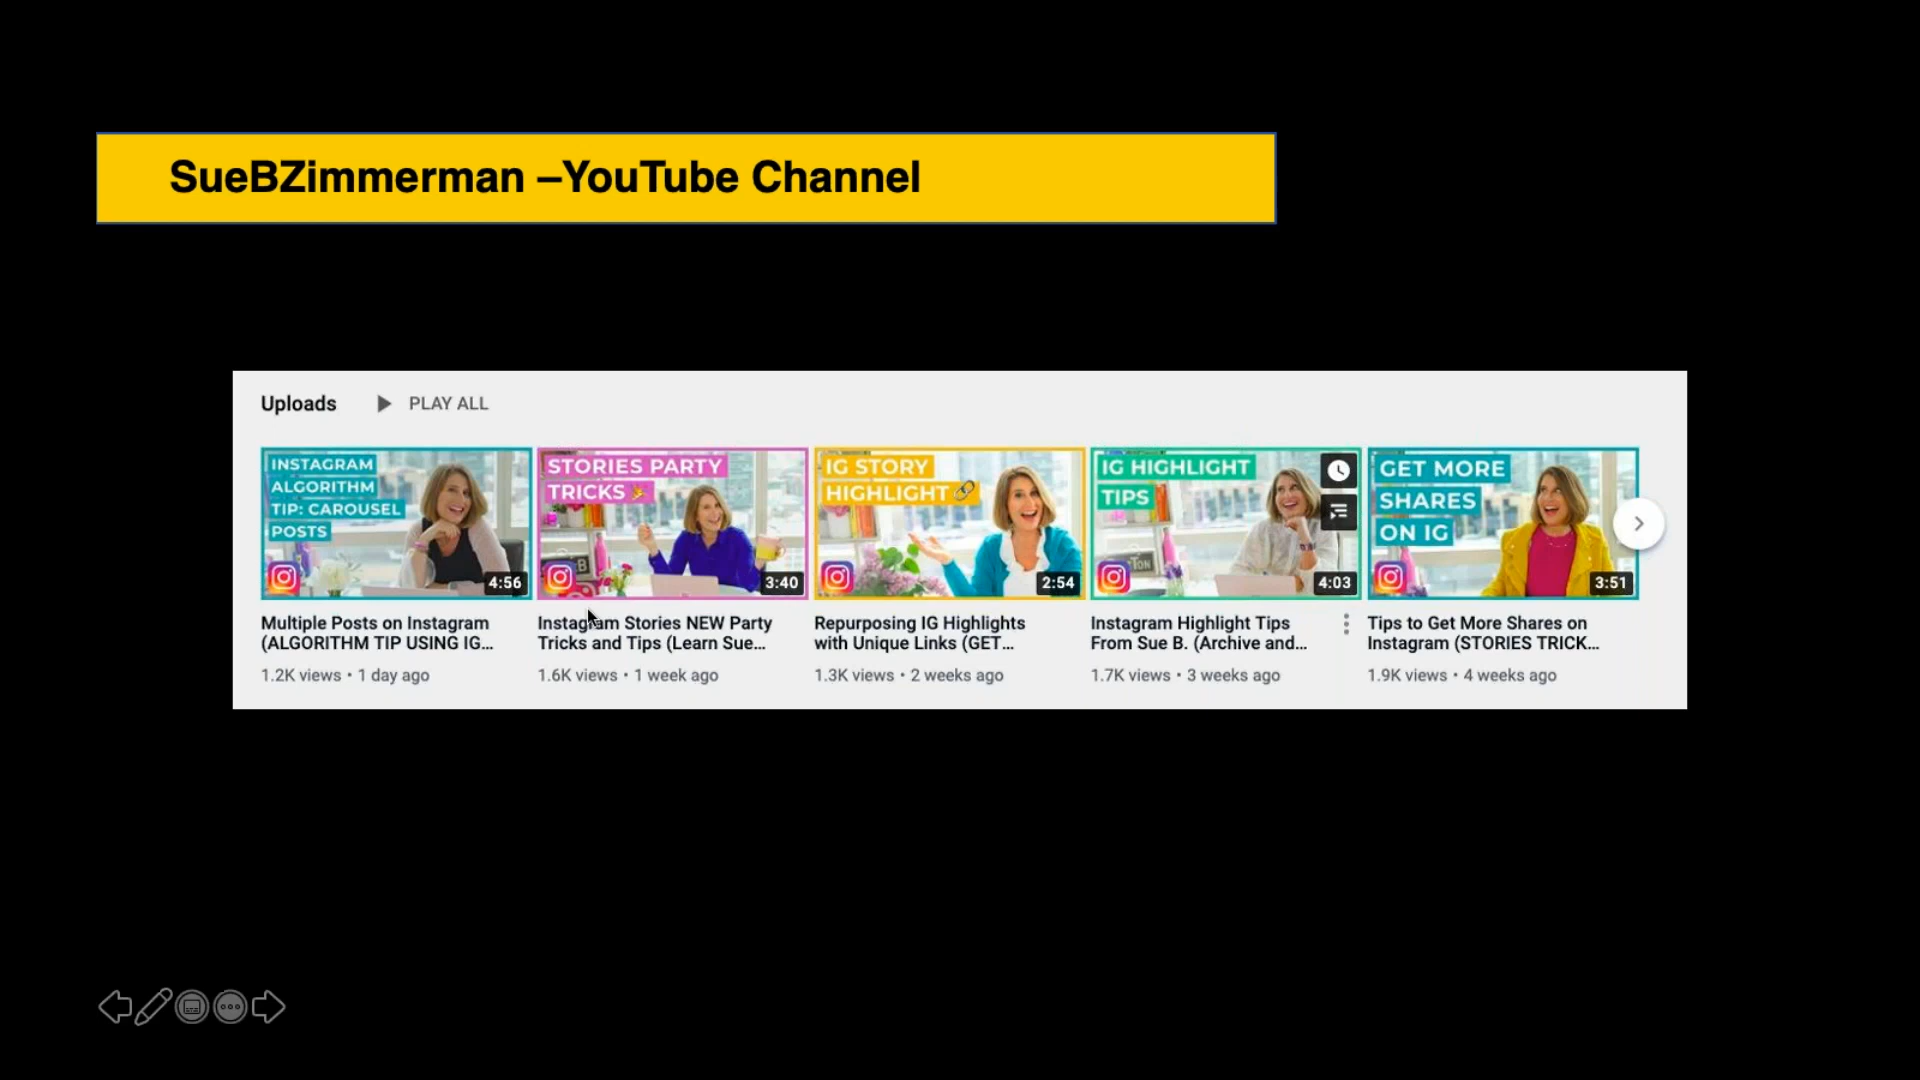 SueBZimmerman –YouTube Channel
Uploads
PLAY ALL
INSTAGRAM
ALGORITHM
TIP: CAROUSEL
POSTS
4:56
STORIES PARTY
TRICKS
3:40
IG STORY
HIGHLIGHT
2:54
IG HIGHLIGHT
TIPS
4:03
GET MORE
SHARES
ON IG
3:51
Multiple Posts on Instagram
(ALGORITHM TIP USING IG...
1.2K views • 1 day ago
Instagram Stories NEW Party
Tricks and Tips (Learn Sue...
1.6K views • 1 week ago
Repurposing IG Highlights
with Unique Links (GET...
1.3K views • 2 weeks ago
Instagram Highlight Tips
From Sue B. (Archive and...
1.7K views • 3 weeks ago
Tips to Get More Shares on
Instagram (STORIES TRICK...
1.9K views • 4 weeks ago